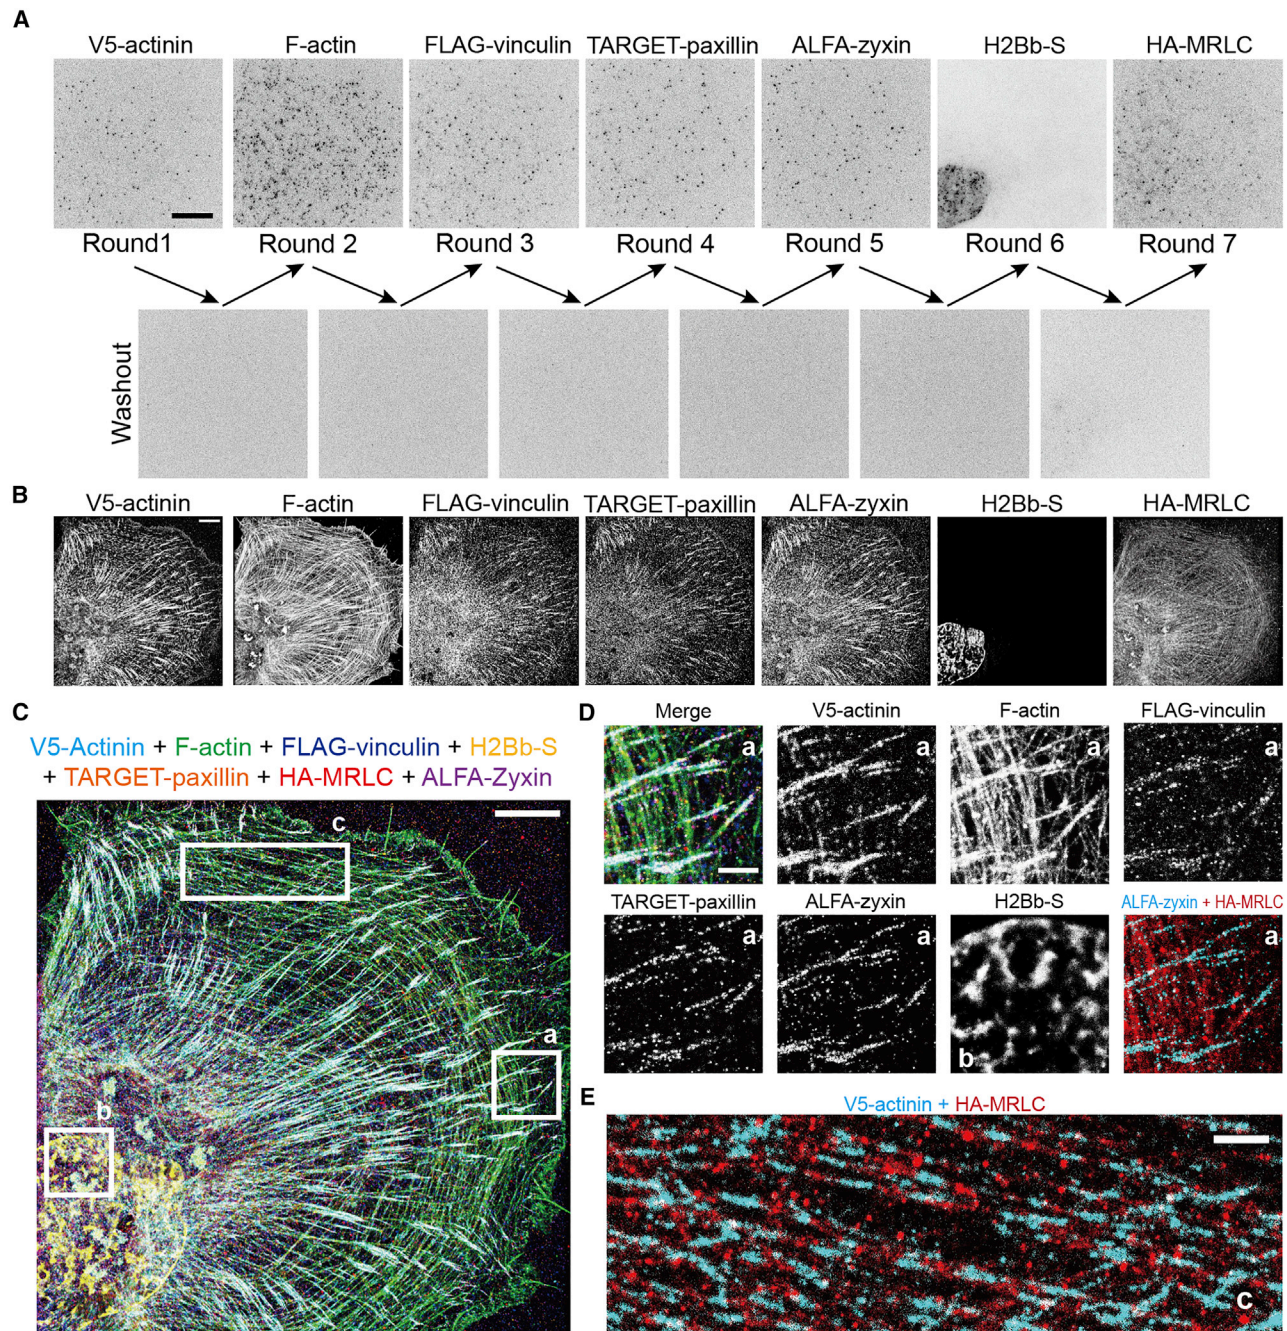 A
V5-actinin F-actin FLAG-vinculin TARGET-paxillin ALFA-zyxin H2Bb-S HA-MRLC
Round1 Round 2 Round 3 Round 4 Round 5 Round 6 Round 7
Washout
B
V5-actinin F-actin FLAG-vinculin TARGET-paxillin ALFA-zyxin H2Bb-S HA-MRLC
C
V5-Actinin + F-actin + FLAG-vinculin + H2Bb-S
+ TARGET-paxillin + HA-MRLC + ALFA-Zyxin
c
a
b
D
Merge V5-actinin F-actin FLAG-vinculin
a a a a
TARGET-paxillin ALFA-zyxin H2Bb-S ALFA-zyxin + HA-MRLC
a a b a
E
V5-actinin + HA-MRLC
c